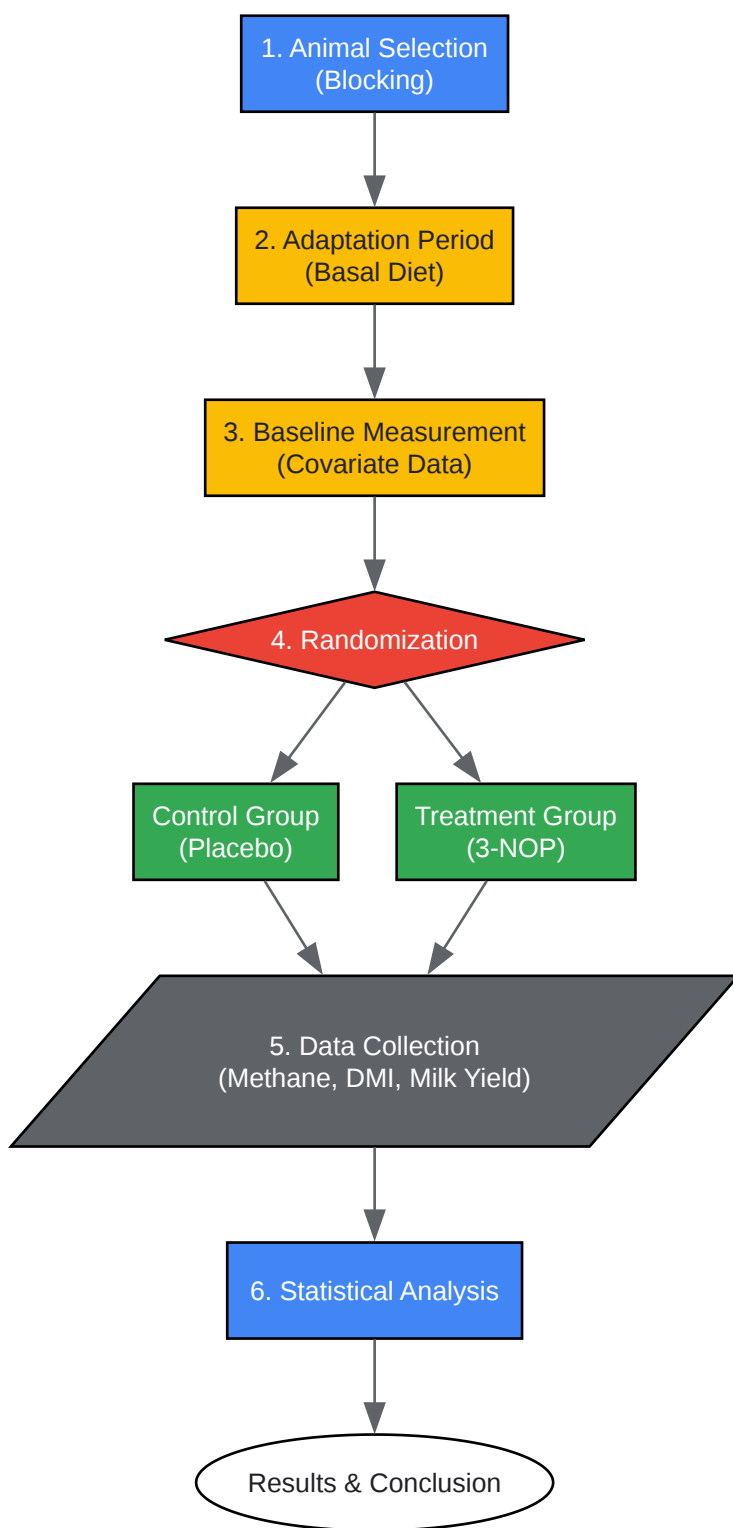 1. Animal Selection
(Blocking)
2. Adaptation Period
(Basal Diet)
3. Baseline Measurement
(Covariate Data)
4. Randomization
Control Group
(Placebo)
Treatment Group
(3-NOP)
5. Data Collection
(Methane, DMI, Milk Yield)
6. Statistical Analysis
Results & Conclusion